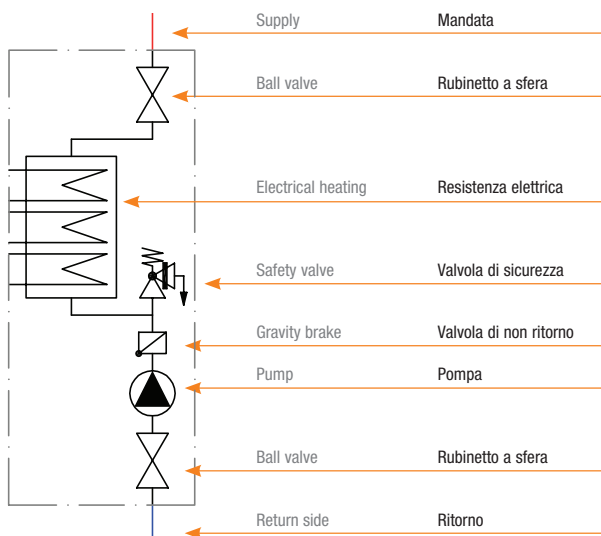 Supply Mandata
Ball valve Rubinetto a sfera
Electrical heating Resistenza elettrica
Safety valve Valvola di sicurezza
Gravity brake Valvola di non ritorno
Pump Pompa
Ball valve Rubinetto a sfera
Return side Ritorno